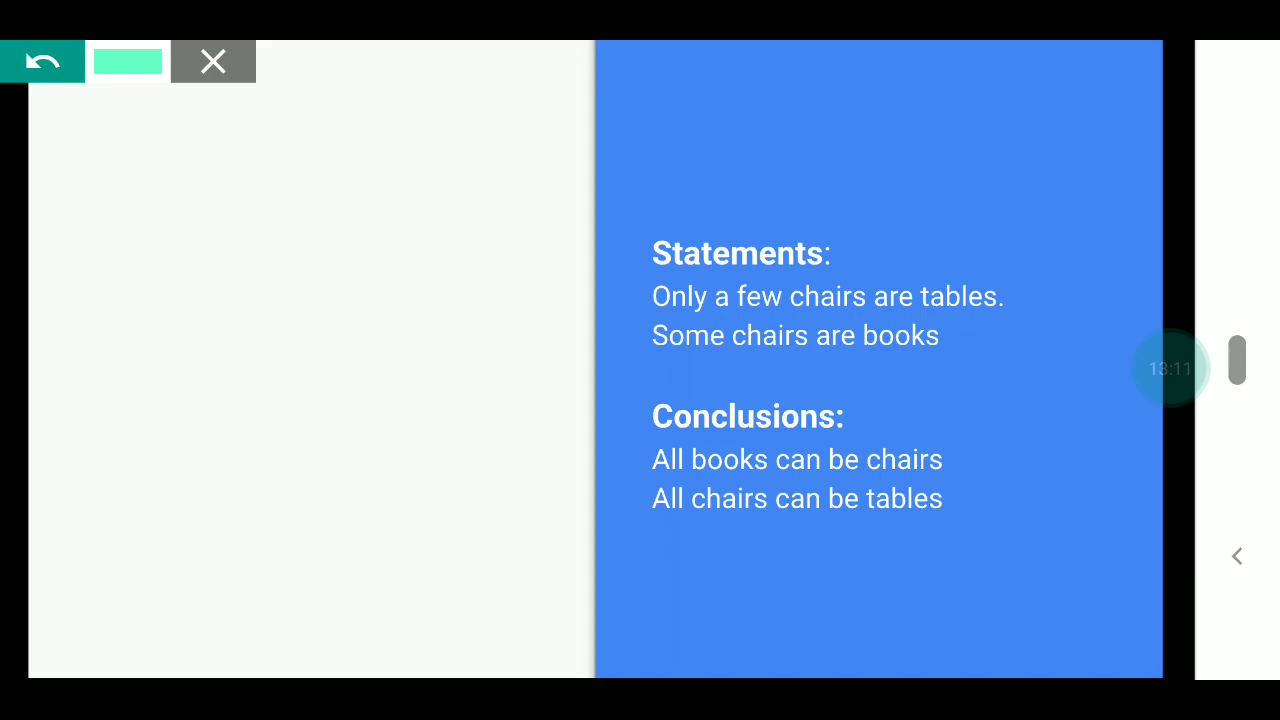 Statements:
Only a few chairs are tables.
Some chairs are books
Conclusions:
All books can be chairs
All chairs can be tables
13:11